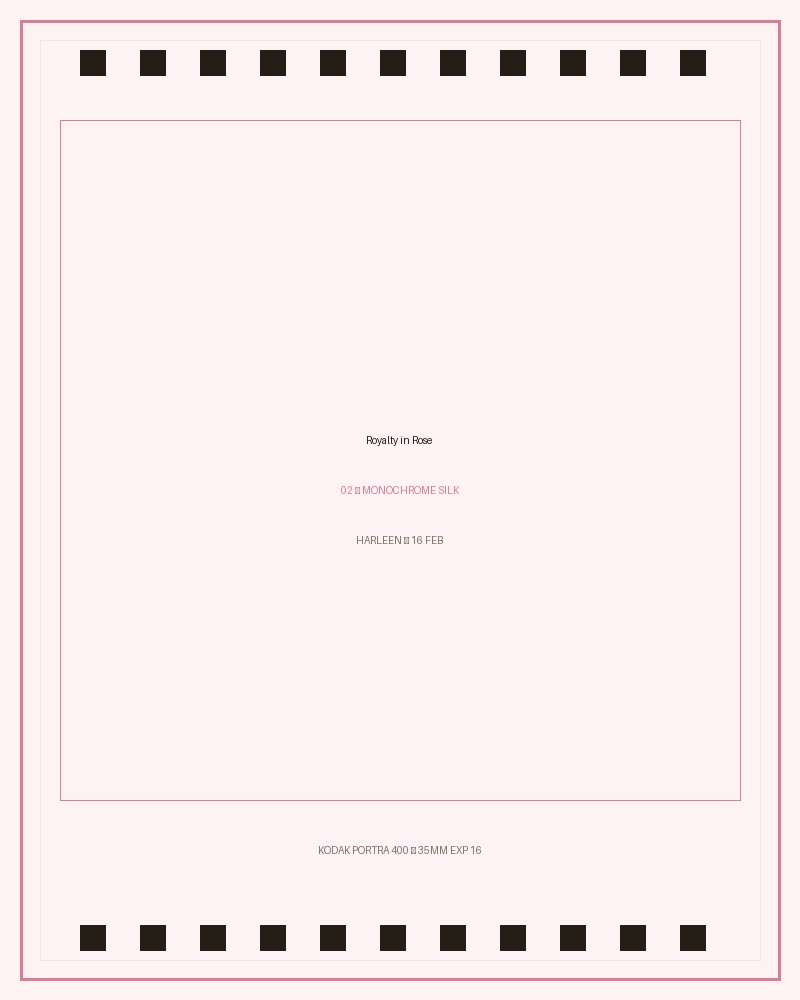 Royalty in Rose
02 MONOCHROME SILK
HARLEEN 16 FEB
KODAK PORTRA 400 35MM EXP 16